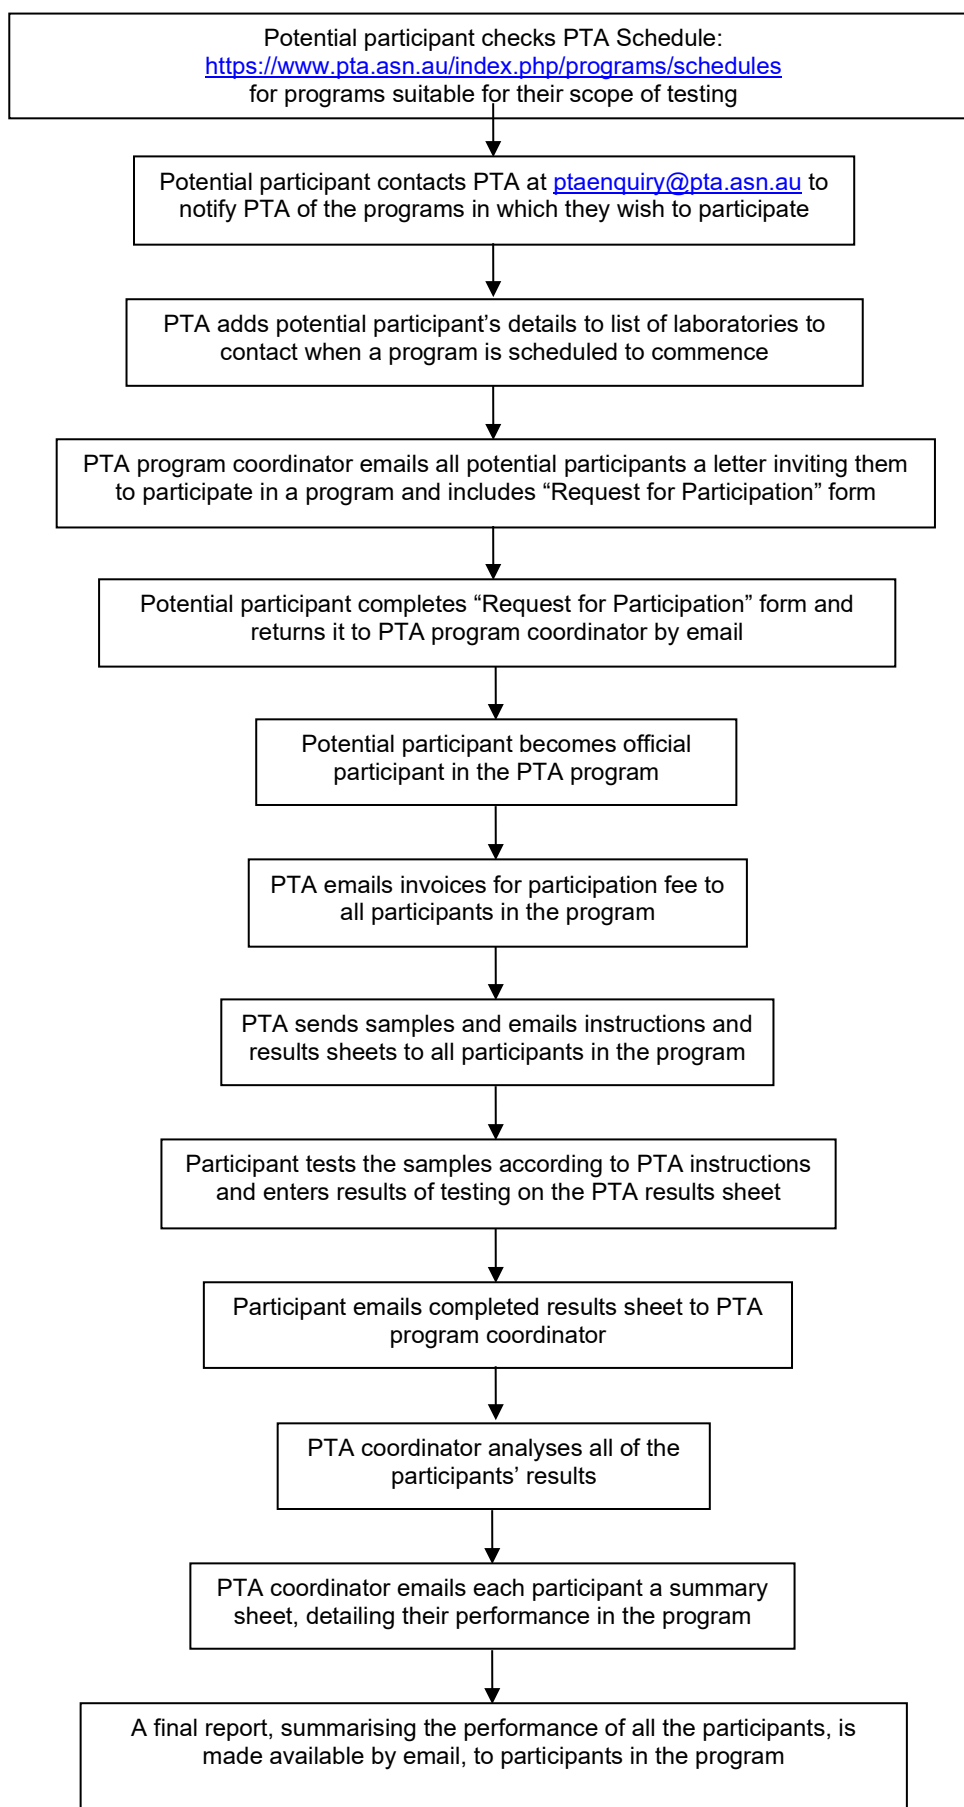 Potential participant checks PTA Schedule:
https://www.pta.asn.au/index.php/programs/schedules
for programs suitable for their scope of testing
Potential participant contacts PTA at ptaenquiry@pta.asn.au to
notify PTA of the programs in which they wish to participate
PTA adds potential participant’s details to list of laboratories to
contact when a program is scheduled to commence
PTA program coordinator emails all potential participants a letter inviting them
to participate in a program and includes “Request for Participation” form
Potential participant completes “Request for Participation” form and
returns it to PTA program coordinator by email
Potential participant becomes official
participant in the PTA program
PTA emails invoices for participation fee to
all participants in the program
PTA sends samples and emails instructions and
results sheets to all participants in the program
Participant tests the samples according to PTA instructions
and enters results of testing on the PTA results sheet
Participant emails completed results sheet to PTA
program coordinator
PTA coordinator analyses all of the
participants’ results
PTA coordinator emails each participant a summary
sheet, detailing their performance in the program
A final report, summarising the performance of all the participants, is
made available by email, to participants in the program